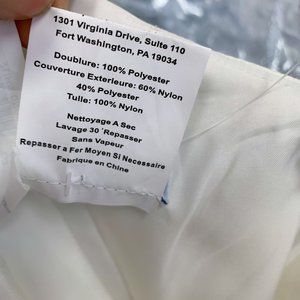 1301 Virginia Drive, Suite 110
Fort Washington, PA 19034
Doublure: 100% Polyester
Couverture Exterieure: 60% Nylon
40% Polyester
Tulle: 100% Nylon
Nettoyage A Sec
Lavage 30 °Repasser
Sans Vapeur
Repasser a Fer Moyen Si Necessaire
Fabrique en Chine